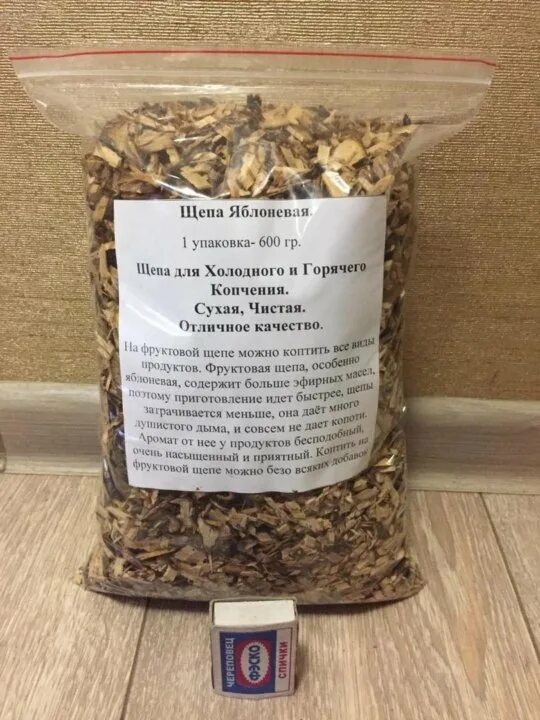 Щепа Яблоневая.
1 упаковка- 600 гр.
Щепа для Холодного и Горячего
Копчения.
Сухая, Чистая.
Отличное качество.
На фруктовой щепе можно коптить все виды
продуктов. Фруктовая щепа, особенно
яблоневая, содержит больше эфирных масел,
поэтому приготовление идет быстрее, щепы
затрачивается меньше, она даёт много
душистого дыма, и совсем не дает копоти.
Аромат от нее у продуктов бесподобный,
очень насыщенный и приятный. Коптить на
фруктовой щепе можно безо всяких добавок
ЧЕРЕПОВЕЦ
ФЭСКО
СПИЧКИ